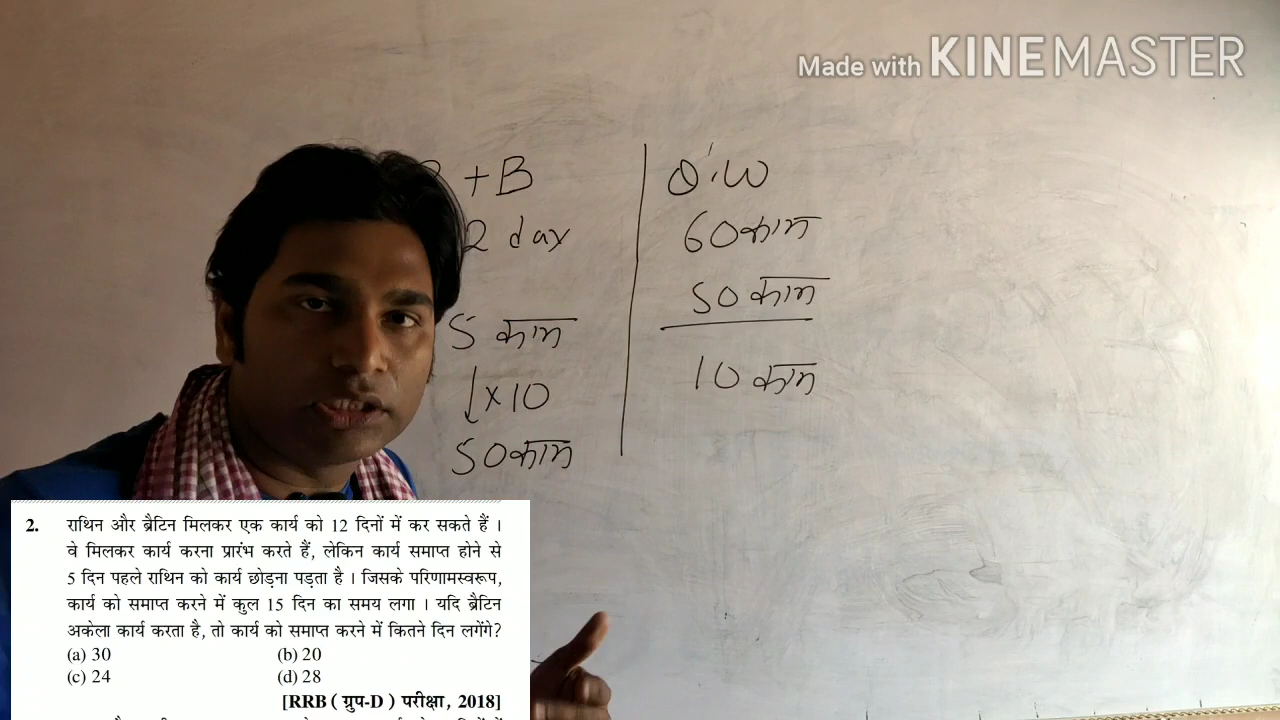 Made with KINEMASTER
+ B
2 day
5 काम
↓ x 10
50 काम
O.W
60 काम
50 काम
10 काम
2. राथिन और ब्रैटिन मिलकर एक कार्य को 12 दिनों में कर सकते हैं ।
वे मिलकर कार्य करना प्रारंभ करते हैं, लेकिन कार्य समाप्त होने से
5 दिन पहले राथिन को कार्य छोड़ना पड़ता है । जिसके परिणामस्वरूप,
कार्य को समाप्त करने में कुल 15 दिन का समय लगा । यदि ब्रैटिन
अकेला कार्य करता है, तो कार्य को समाप्त करने में कितने दिन लगेंगे?
(a) 30 (b) 20
(c) 24 (d) 28
[RRB ( ग्रुप-D ) परीक्षा, 2018]